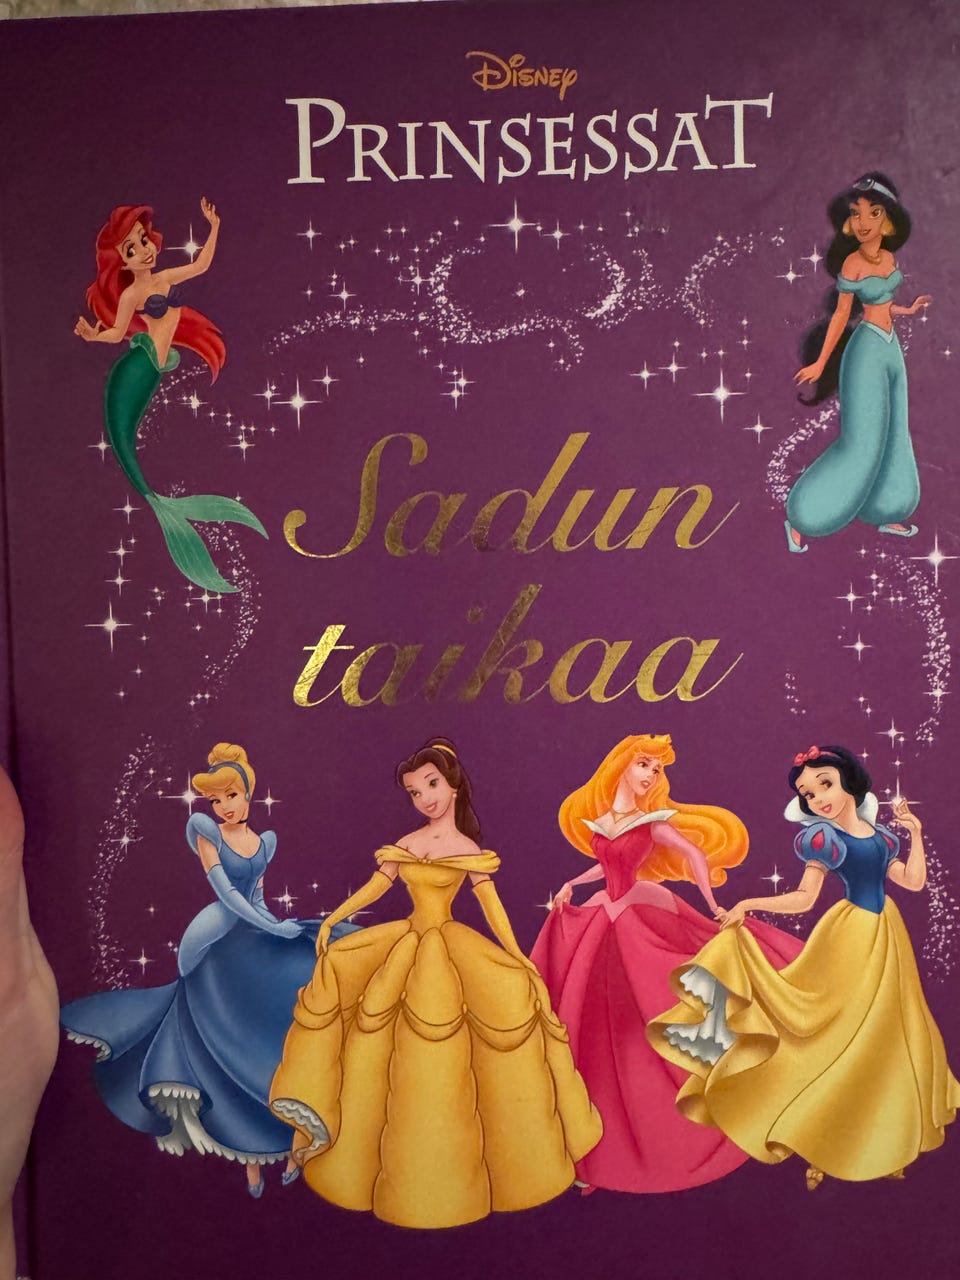 Disney
PRINSESSAT
Sadun
taikaa